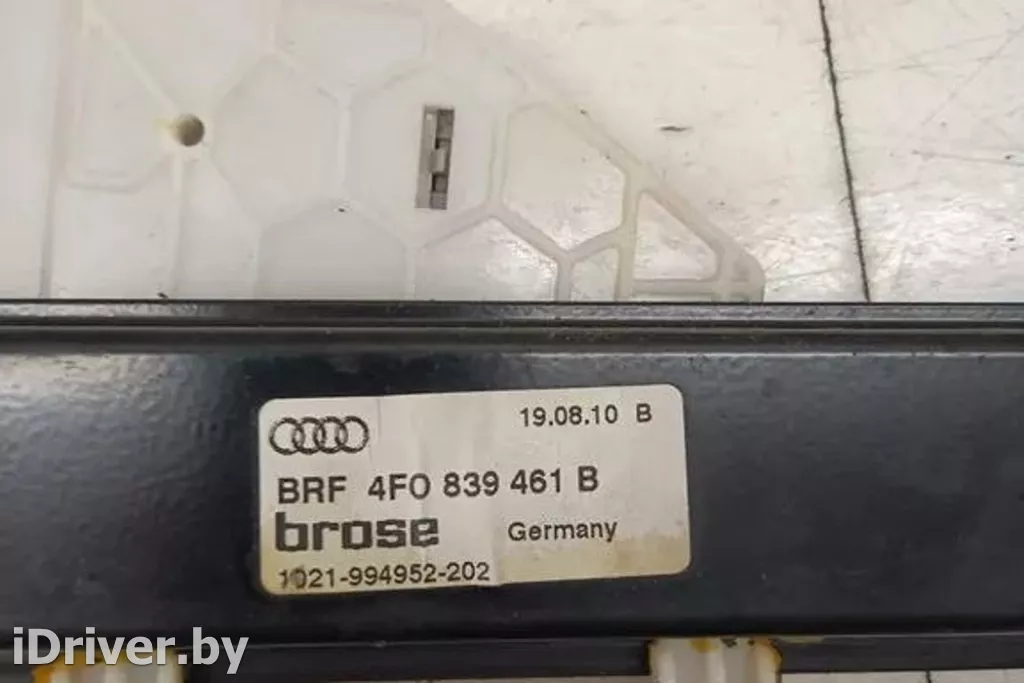 19.08.10 B
BRF 4F0 839 461 B
brose Germany
1021-994952-202
iDriver.by